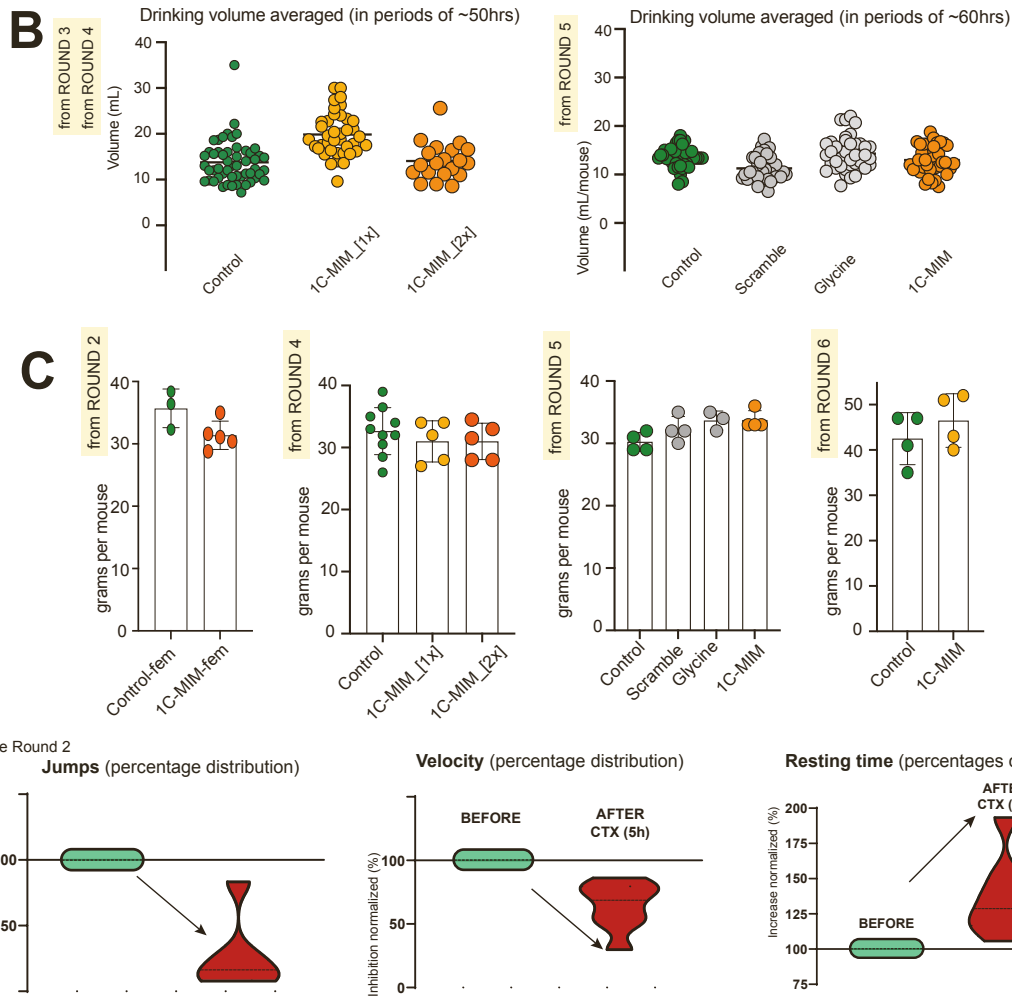 B
from ROUND 3
from ROUND 4
Drinking volume averaged (in periods of ~50hrs)
Volume (mL)
40
30
20
10
0
Control
1C-MIM_[1x]
1C-MIM_[2x]
from ROUND 5
Drinking volume averaged (in periods of ~60hrs)
Volume (mL/mouse)
40
30
20
10
0
Control
Scramble
Glycine
1C-MIM
C
from ROUND 2
grams per mouse
40
30
20
10
0
Control-fem
1C-MIM-fem
from ROUND 4
grams per mouse
40
30
20
10
0
Control
1C-MIM_[1x]
1C-MIM_[2x]
from ROUND 5
grams per mouse
40
30
20
10
0
Control
Scramble
Glycine
1C-MIM
from ROUND 6
grams per mouse
50
40
30
20
10
0
Control
1C-MIM
e Round 2
Jumps (percentage distribution)
00
50
Velocity (percentage distribution)
Inhibition normalized (%)
100
50
0
BEFORE
AFTER
CTX (5h)
Resting time (percentages
Increase normalized (%)
200
175
150
125
100
75
BEFORE
CTX (